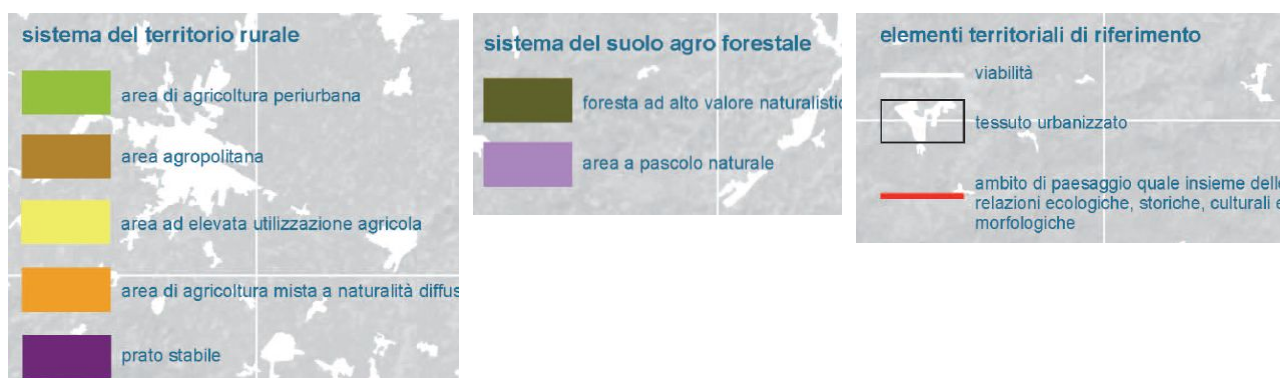 sistema del territorio rurale
area di agricoltura periurbana
area agropolitana
area ad elevata utilizzazione agricola
area di agricoltura mista a naturalità diffus
prato stabile
sistema del suolo agro forestale
foresta ad alto valore naturalistic
area a pascolo naturale
elementi territoriali di riferimento
viabilità
tessuto urbanizzato
ambito di paesaggio quale insieme delle
relazioni ecologiche, storiche, culturali e
morfologiche